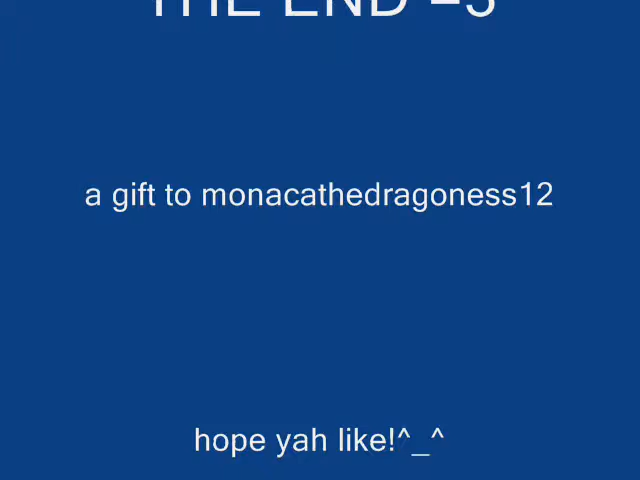 THE END =3
a gift to monacathedragoness12
hope yah like!^_^